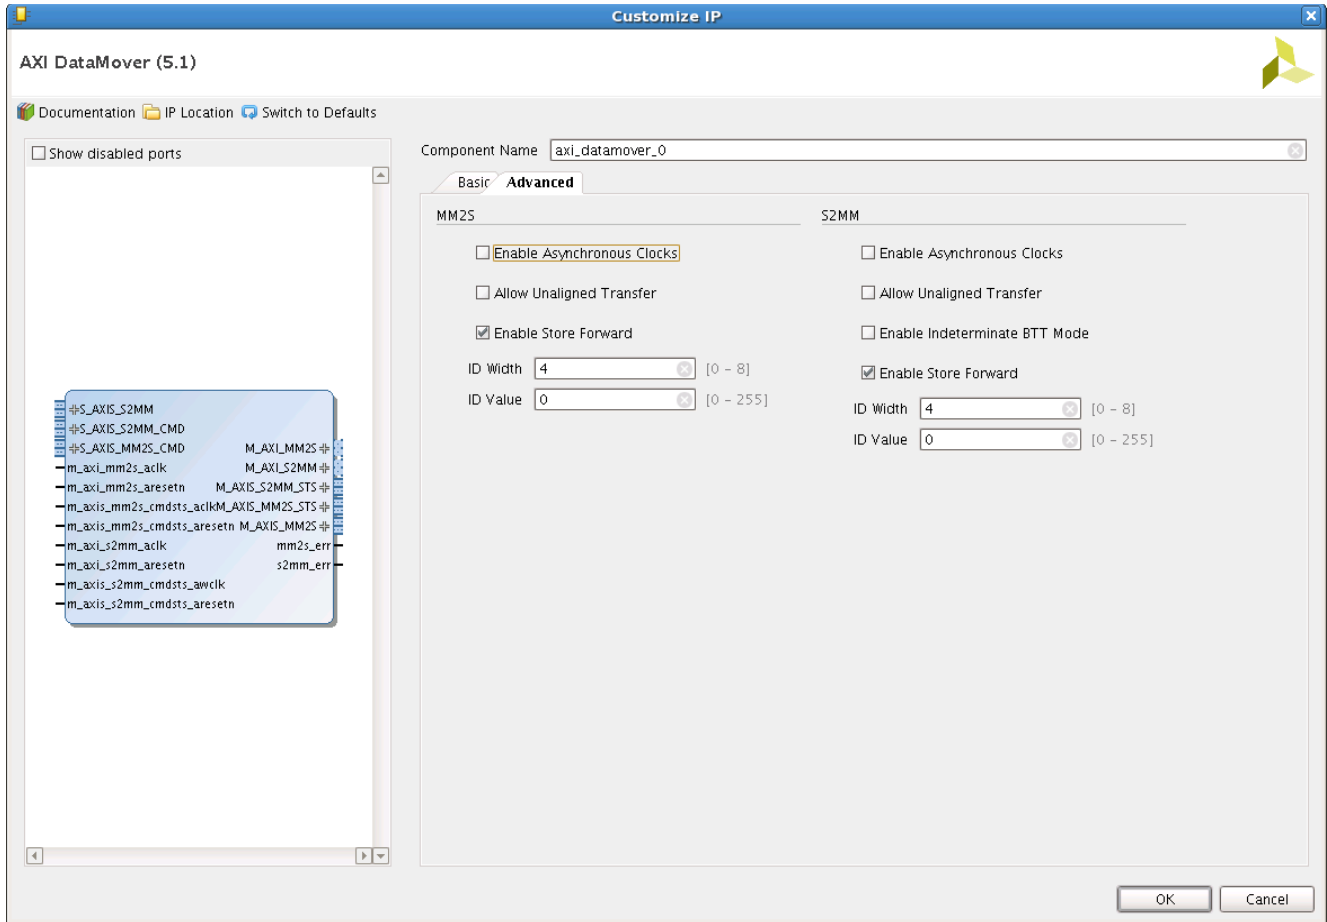 Customize IP
AXI DataMover (5.1)
Documentation IP Location Switch to Defaults
Show disabled ports
S_AXIS_S2MM
S_AXIS_S2MM_CMD
S_AXIS_MM2S_CMD M_AXI_MM2S
m_axi_mm2s_aclk M_AXI_S2MM
m_axi_mm2s_aresetn M_AXIS_S2MM_STS
m_axis_mm2s_cmdsts_aclk M_AXIS_MM2S_STS
m_axis_mm2s_cmdsts_aresetn M_AXIS_MM2S
m_axi_s2mm_aclk mm2s_err
m_axi_s2mm_aresetn s2mm_err
m_axis_s2mm_cmdsts_awclk
m_axis_s2mm_cmdsts_aresetn
Component Name axi_datamover_0
Basic Advanced
MM2S
Enable Asynchronous Clocks
Allow Unaligned Transfer
Enable Store Forward
ID Width 4 [0 - 8]
ID Value 0 [0 - 255]
S2MM
Enable Asynchronous Clocks
Allow Unaligned Transfer
Enable Indeterminate BTT Mode
Enable Store Forward
ID Width 4 [0 - 8]
ID Value 0 [0 - 255]
OK Cancel